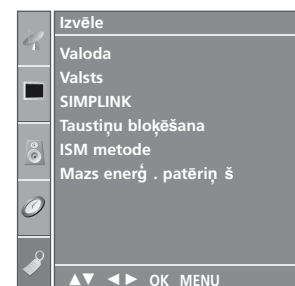 Izvēle
Valoda
Valsts
SIMPLINK
Taustiņu bloķēšana
ISM metode
Mazs enerģ . patēriņ š
▲▼ ◄► OK MENU